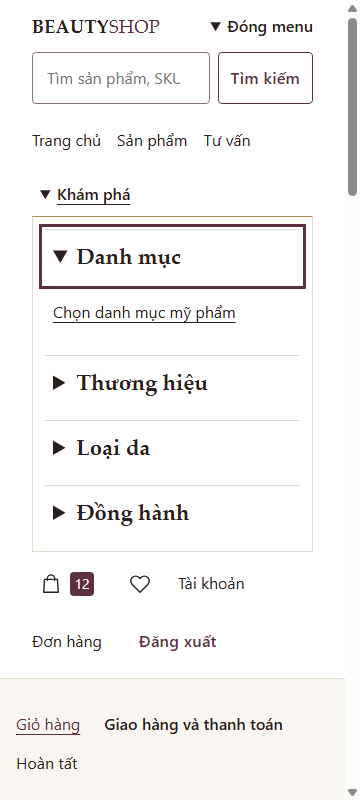 BEAUTYSHOP
Đóng menu
Tìm sản phẩm, SKU
Tìm kiếm
Trang chủ Sản phẩm Tư vấn
Khám phá
Danh mục
Chọn danh mục mỹ phẩm
Thương hiệu
Loại da
Đồng hành
12
Tài khoản
Đơn hàng
Đăng xuất
Giỏ hàng
Giao hàng và thanh toán
Hoàn tất